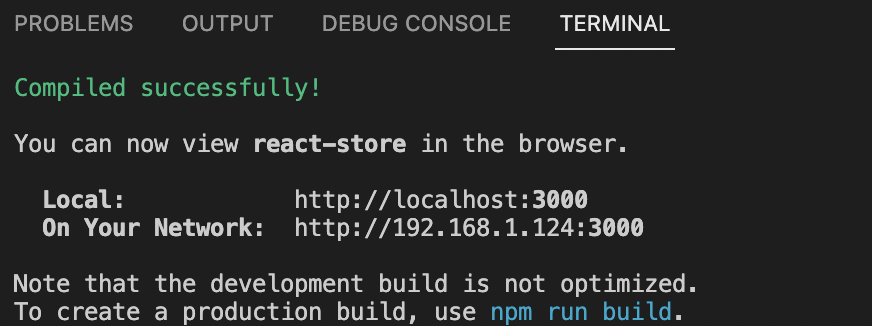 PROBLEMS OUTPUT DEBUG CONSOLE TERMINAL
Compiled successfully!
You can now view react-store in the browser.
Local: http://localhost:3000
On Your Network: http://192.168.1.124:3000
Note that the development build is not optimized.
To create a production build, use npm run build.